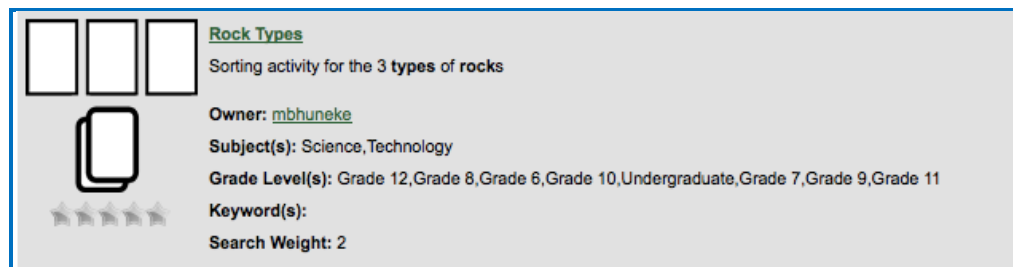 Rock Types
Sorting activity for the 3 types of rocks
Owner: mbhuneke
Subject(s): Science,Technology
Grade Level(s): Grade 12,Grade 8,Grade 6,Grade 10,Undergraduate,Grade 7,Grade 9,Grade 11
Keyword(s):
Search Weight: 2